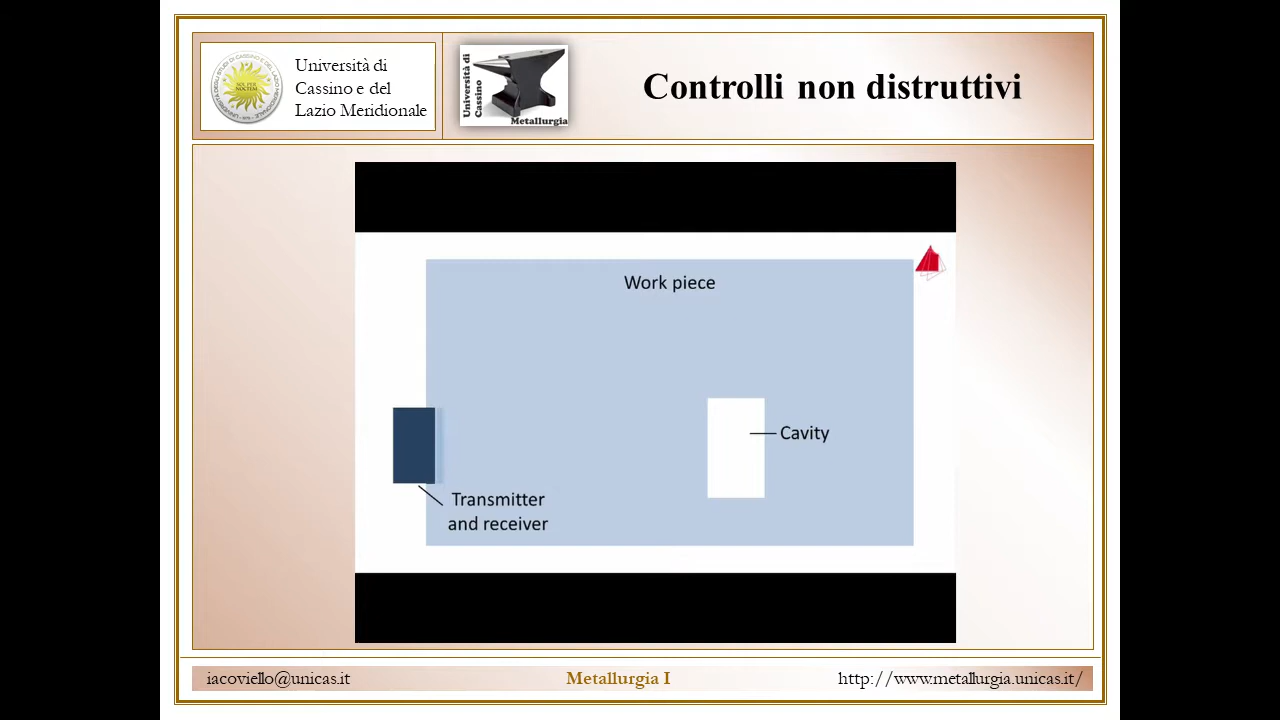 Università di
Cassino e del
Lazio Meridionale
Università di
Cassino
Metallurgia
Controlli non distruttivi
Work piece
Cavity
Transmitter
and receiver
iacoviello@unicas.it
Metallurgia I
http://www.metallurgia.unicas.it/